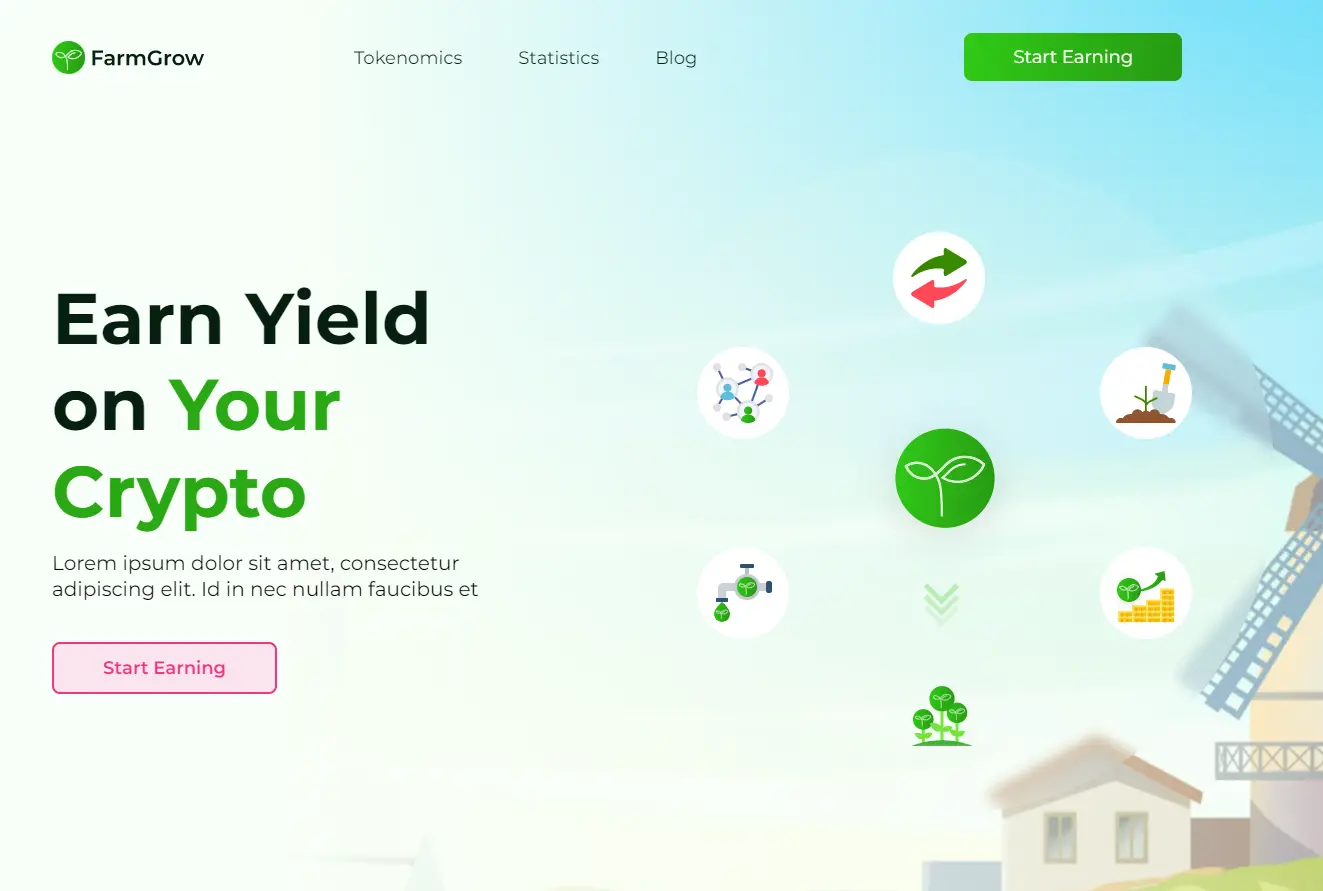 FarmGrow
Tokenomics
Statistics
Blog
Start Earning
Earn Yield
on Your
Crypto
Lorem ipsum dolor sit amet, consectetur
adipiscing elit. Id in nec nullam faucibus et
Start Earning